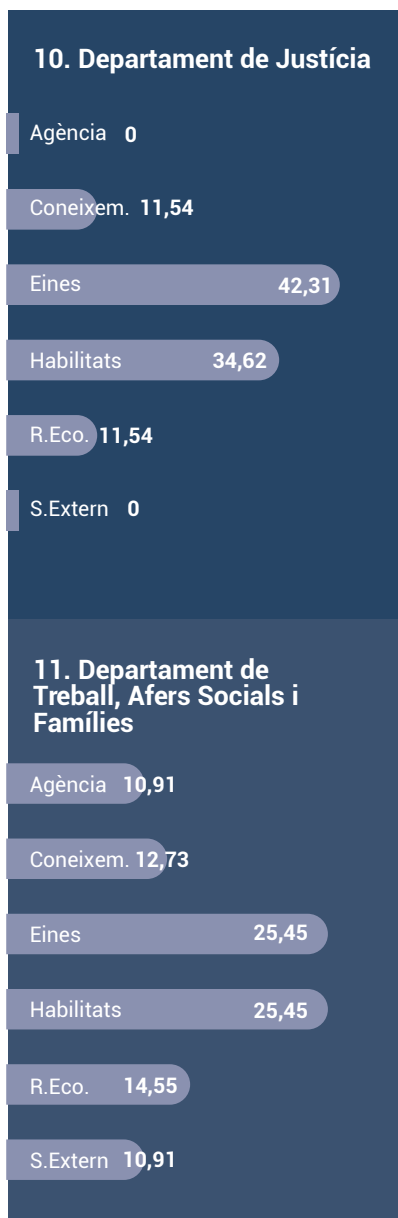 10. Departament de Justícia
Agència 0
Coneixem. 11,54
Eines 42,31
Habilitats 34,62
R.Eco. 11,54
S.Extern 0
11. Departament de
Treball, Afers Socials i
Famílies
Agència 10,91
Coneixem. 12,73
Eines 25,45
Habilitats 25,45
R.Eco. 14,55
S.Extern 10,91